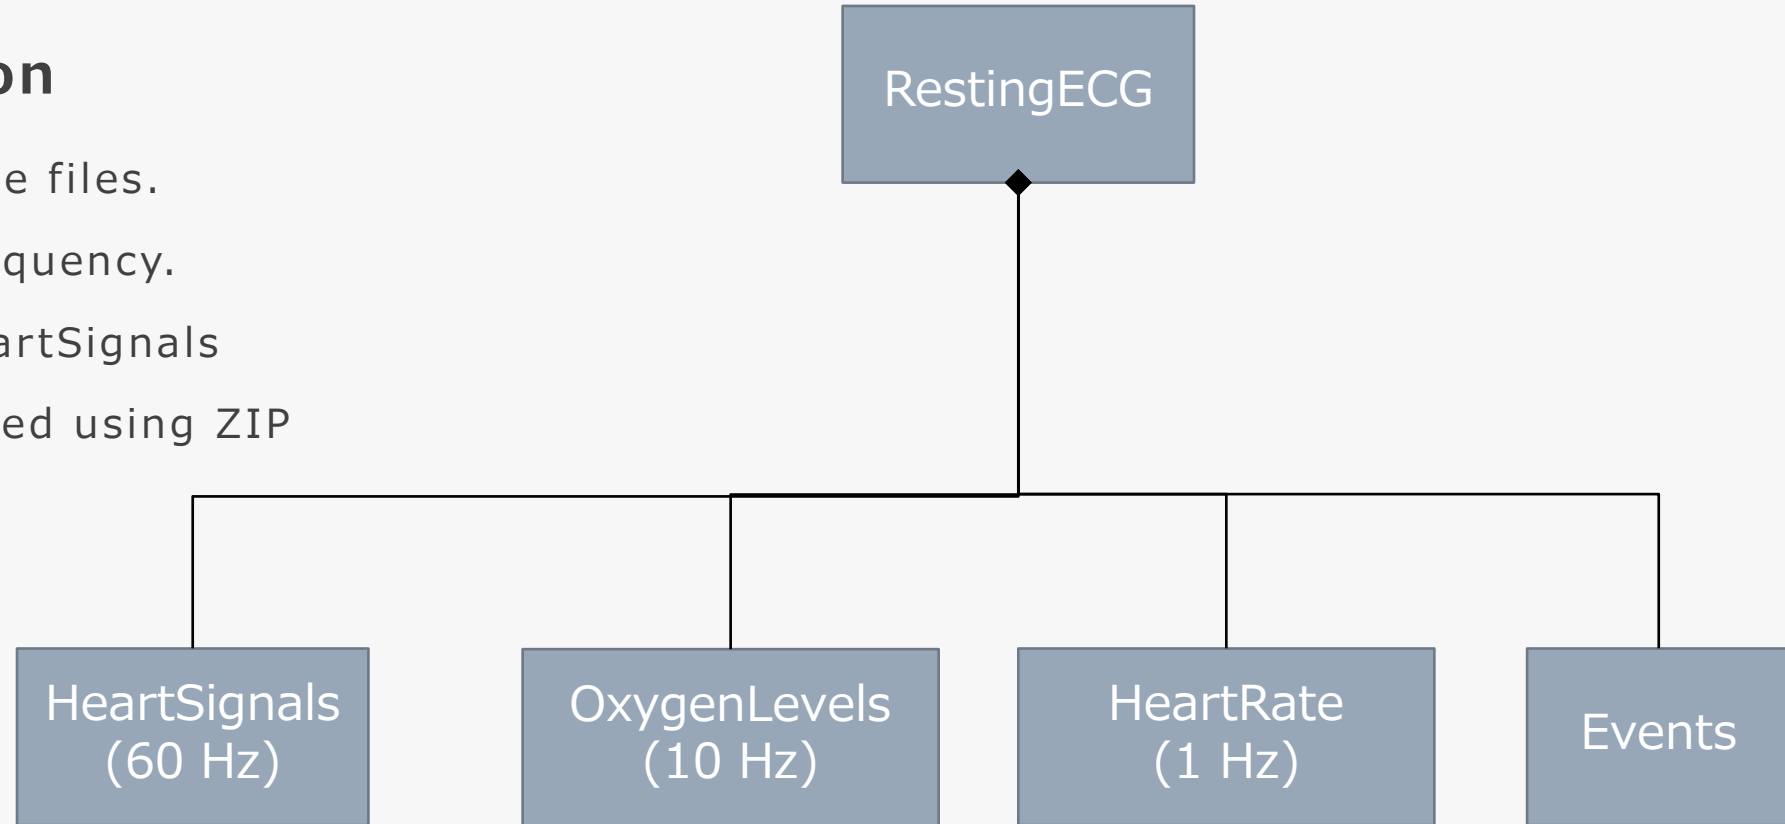 on
e files.
quency.
artSignals
ed using ZIP
RestingECG
HeartSignals
(60 Hz)
OxygenLevels
(10 Hz)
HeartRate
(1 Hz)
Events